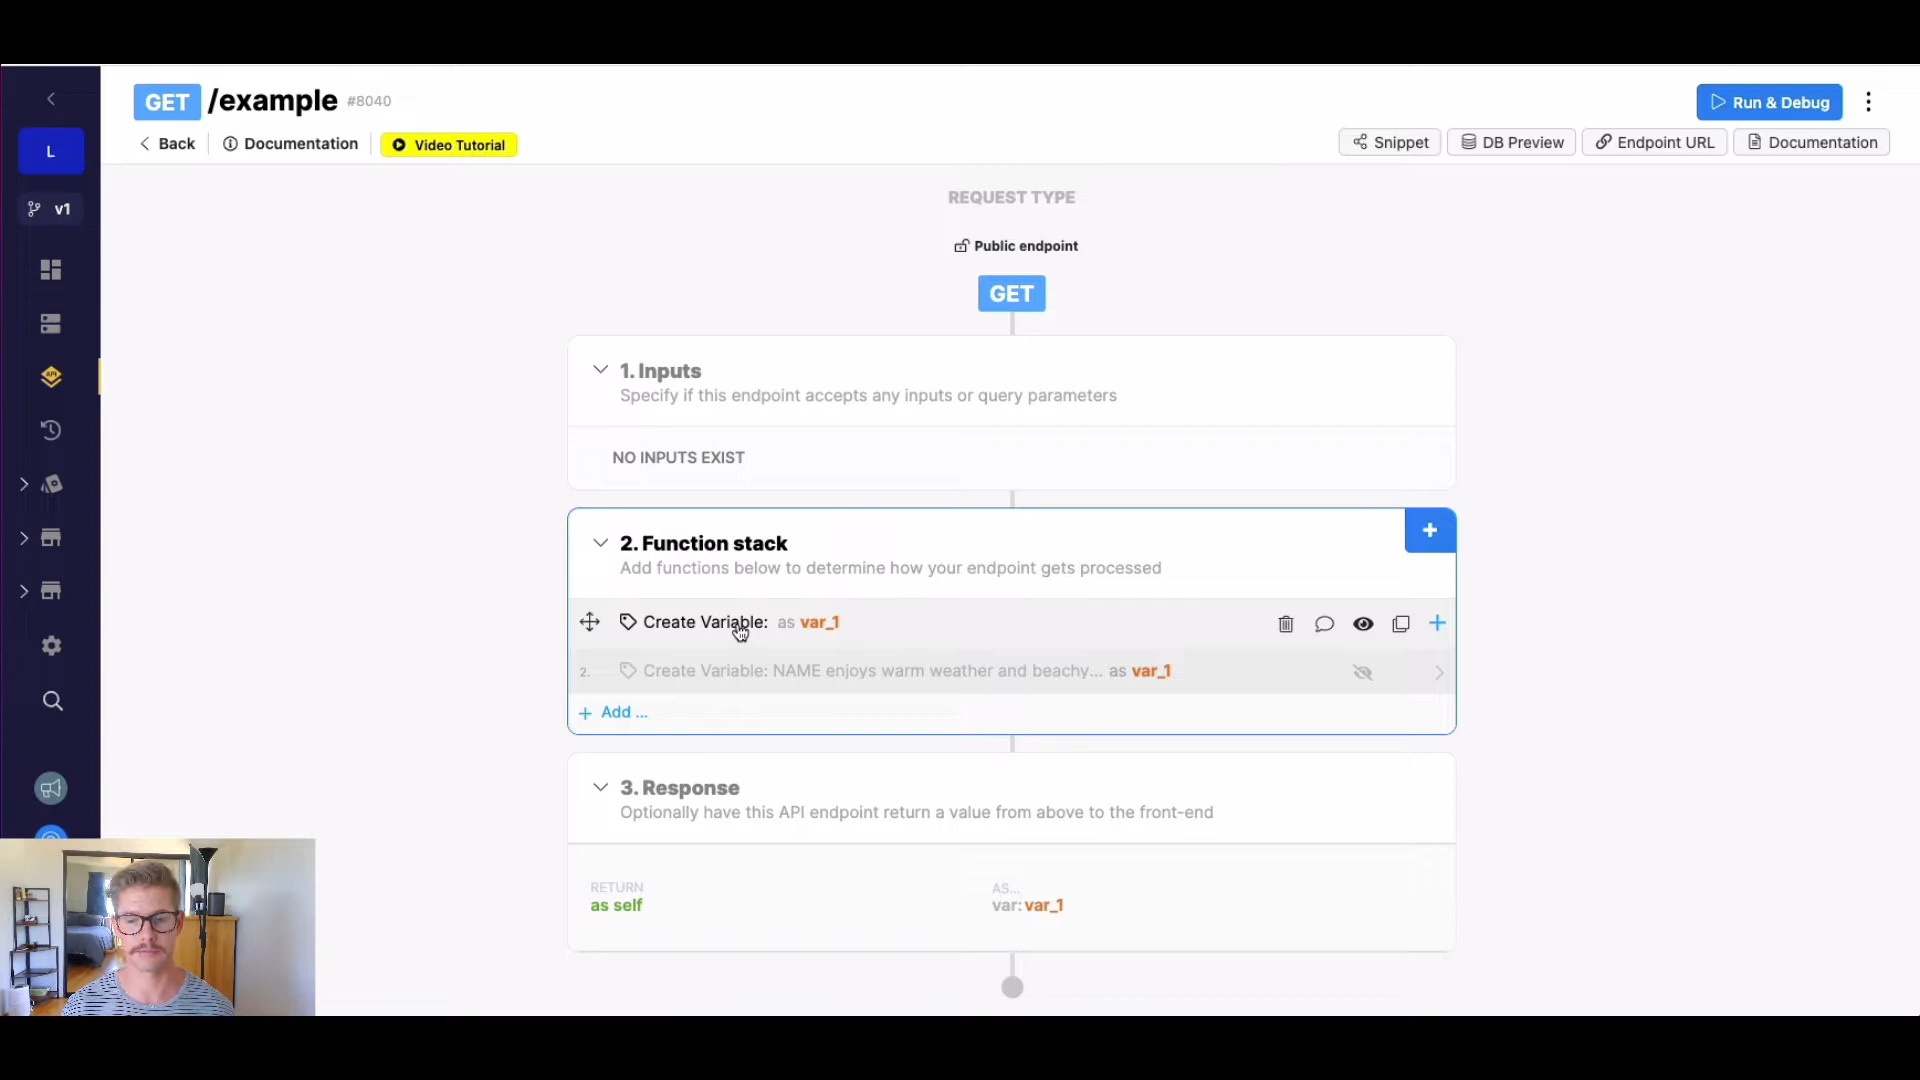 GET /example #8040
Run & Debug
Back
Documentation
Video Tutorial
Snippet
DB Preview
Endpoint URL
Documentation
L
v1
API
REQUEST TYPE
Public endpoint
GET
1. Inputs
Specify if this endpoint accepts any inputs or query parameters
NO INPUTS EXIST
2. Function stack
Add functions below to determine how your endpoint gets processed
Create Variable: as var_1
2. Create Variable: NAME enjoys warm weather and beachy... as var_1
+ Add ...
3. Response
Optionally have this API endpoint return a value from above to the front-end
RETURN
as self
AS...
var: var_1